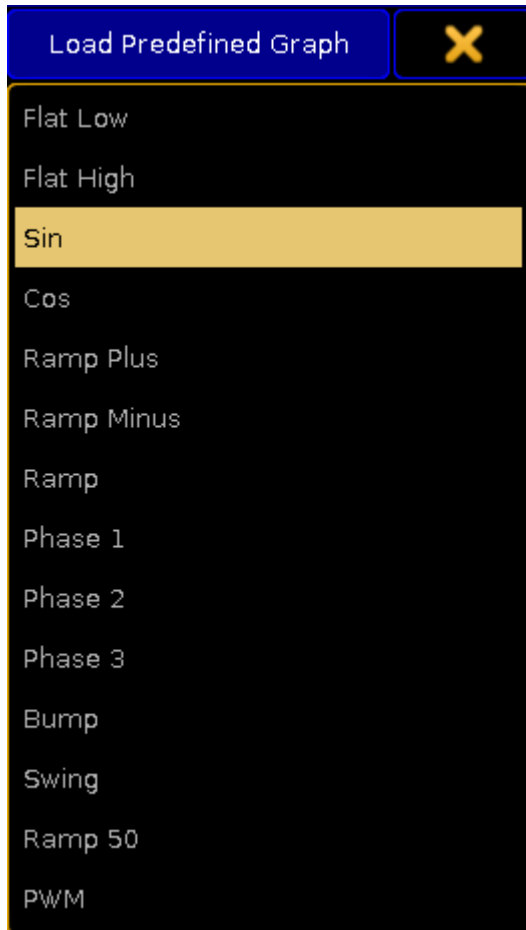 Load Predefined Graph
Flat Low
Flat High
Sin
Cos
Ramp Plus
Ramp Minus
Ramp
Phase 1
Phase 2
Phase 3
Bump
Swing
Ramp 50
PWM